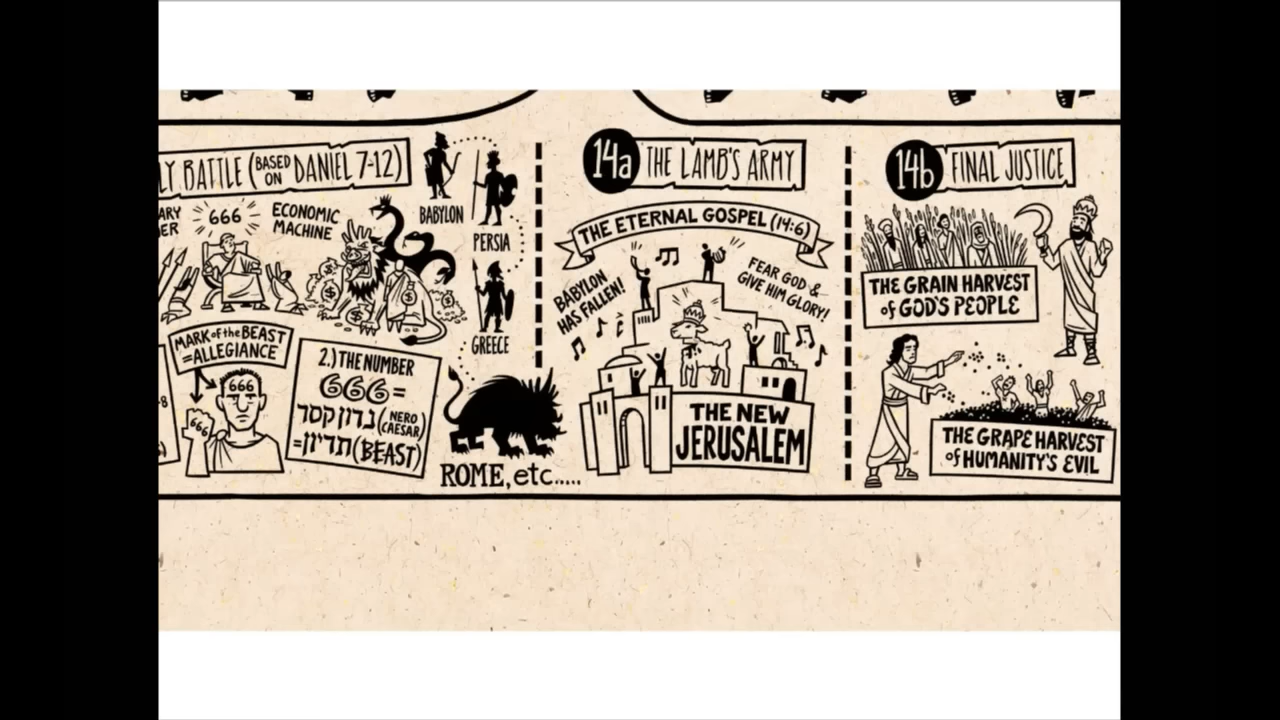 LY BATTLE (BASED ON DANIEL 7-12)
ARY
ER
666
ECONOMIC
MACHINE
BABYLON
PERSIA
GREECE
MARK of the BEAST
=ALLEGIANCE
666
666
-8
2.) THE NUMBER
666=
נרון קסר (NERO CAESAR)
=תריון (BEAST)
ROME, etc.....
14a THE LAMB'S ARMY
THE ETERNAL GOSPEL (14:6)
BABYLON
HAS FALLEN!
FEAR GOD &
GIVE HIM GLORY!
THE NEW
JERUSALEM
14b FINAL JUSTICE
THE GRAIN HARVEST
of GOD'S PEOPLE
THE GRAPE HARVEST
of HUMANITY'S EVIL